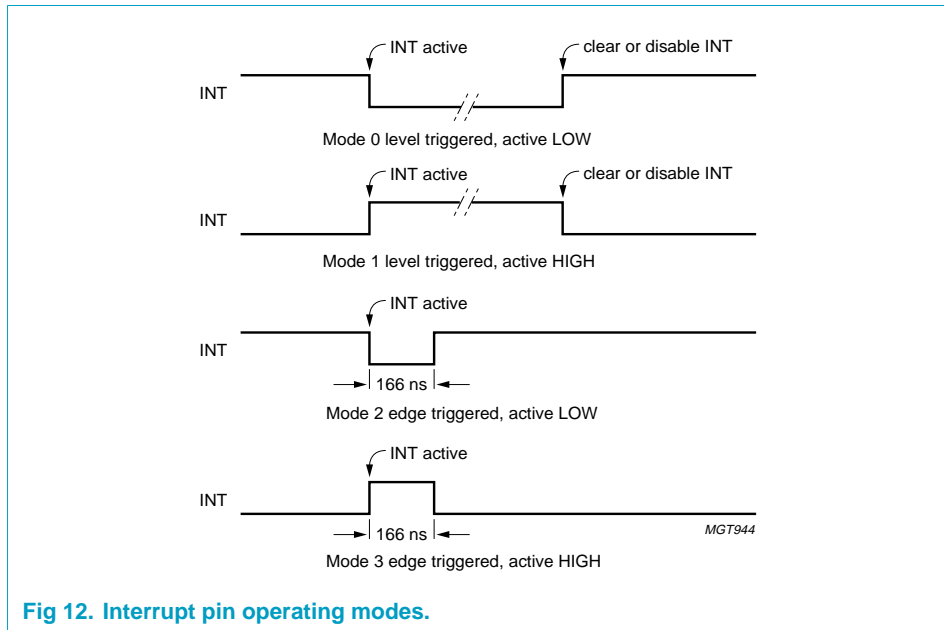 INT active
clear or disable INT
INT
Mode 0 level triggered, active LOW
INT active
clear or disable INT
INT
Mode 1 level triggered, active HIGH
INT active
INT
166 ns
Mode 2 edge triggered, active LOW
INT active
INT
166 ns
MGT944
Mode 3 edge triggered, active HIGH
Fig 12. Interrupt pin operating modes.